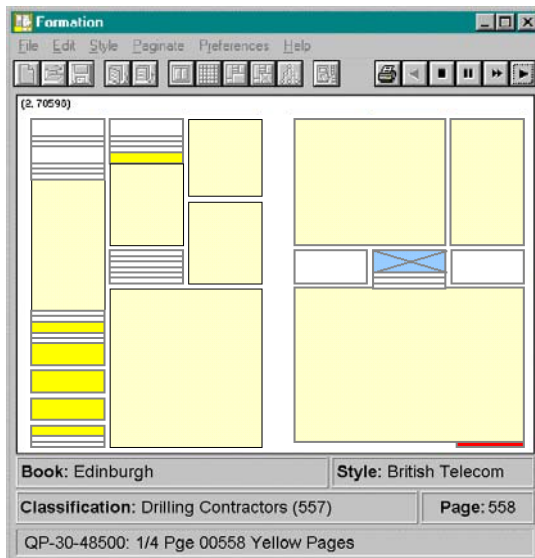 Formation
File Edit Style Paginate Preferences Help
(2, 70598)
Book: Edinburgh
Style: British Telecom
Classification: Drilling Contractors (557)
Page: 558
QP-30-48500: 1/4 Pge 00558 Yellow Pages